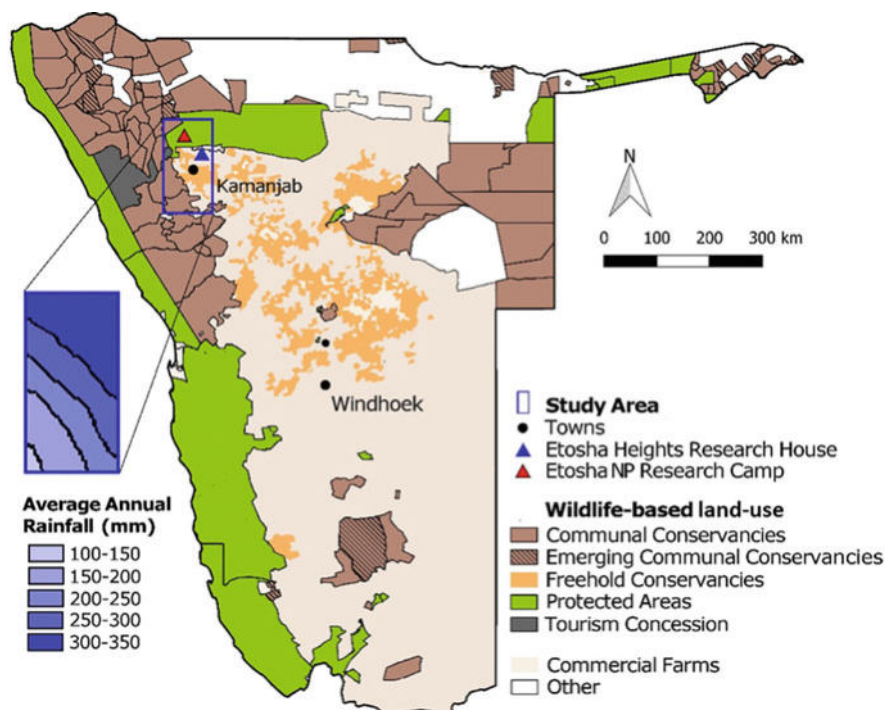 Kamanjab
N
0 100 200 300 km
Windhoek
Study Area
Towns
Etosha Heights Research House
Etosha NP Research Camp
Average Annual
Rainfall (mm)
100-150
150-200
200-250
250-300
300-350
Wildlife-based land-use
Communal Conservancies
Emerging Communal Conservancies
Freehold Conservancies
Protected Areas
Tourism Concession
Commercial Farms
Other